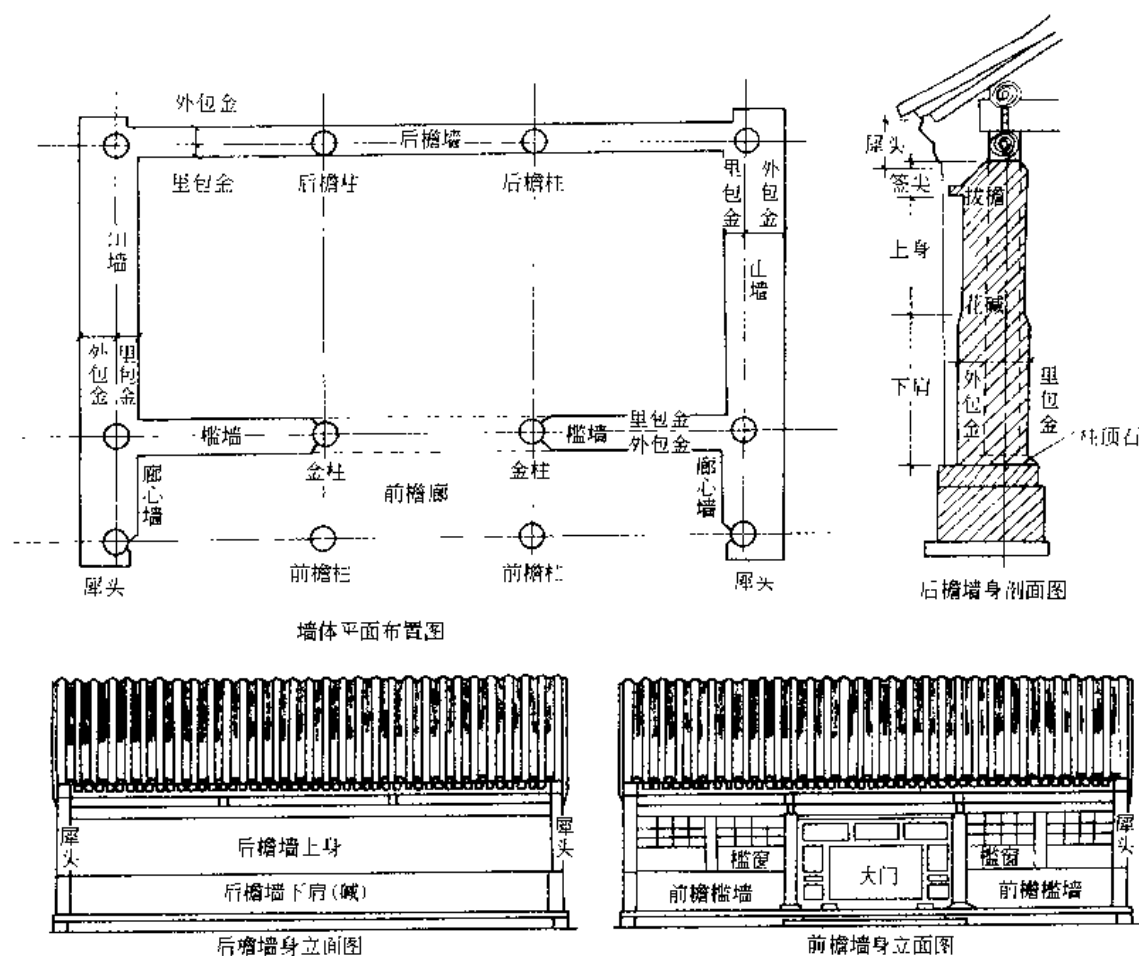 外包金
后檐墙
里包金
后檐柱
后檐柱
里包金
外包金
山墙
山墙
外包金
里包金
槛墙
槛墙
里包金
外包金
金柱
金柱
廊心墙
前檐廊
廊心墙
前檐柱
前檐柱
墀头
墀头
墙体平面布置图
墀头
签尖
拔檐
上身
花碱
下肩
外包金
里包金
柱顶石
后檐墙身剖面图
墀头
后檐墙上身
墀头
后檐墙下肩(碱)
后檐墙身立面图
槛窗
大门
槛窗
墀头
前檐槛墙
前檐槛墙
前檐墙身立面图